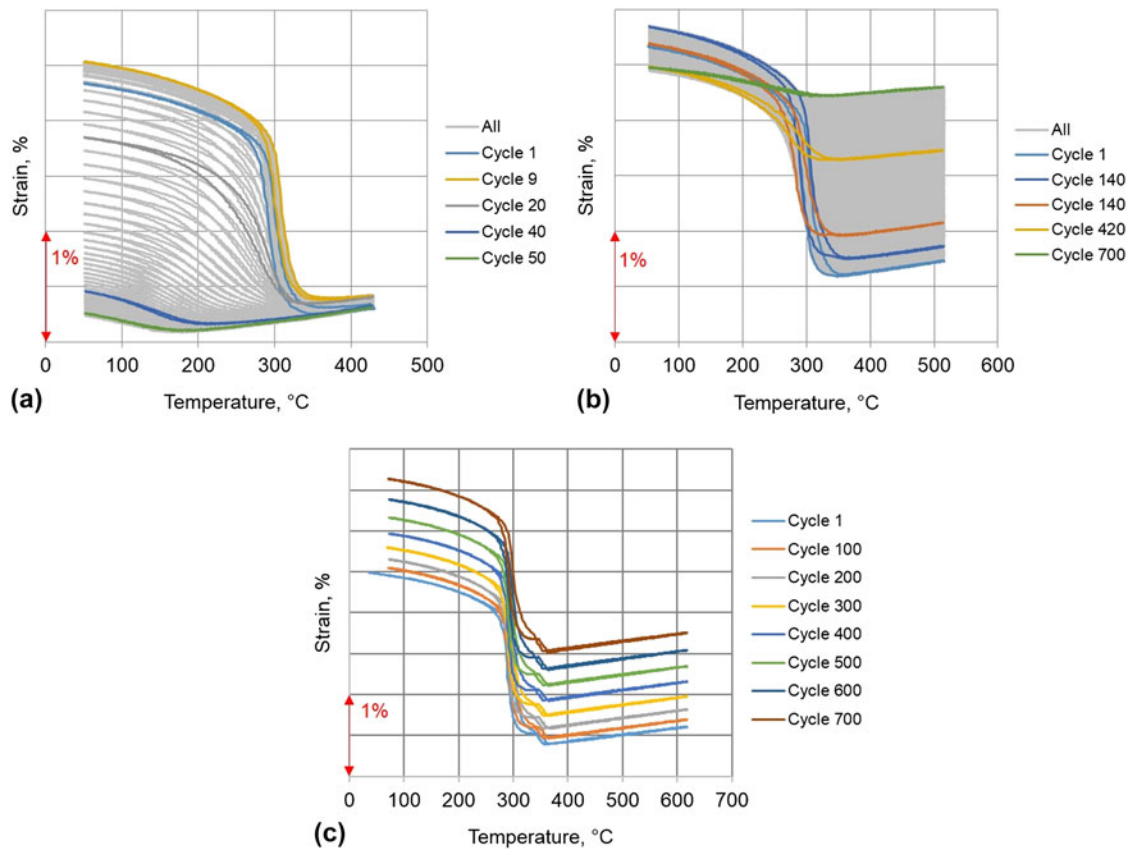 Strain, %
1%
0 100 200 300 400 500
Temperature, °C
All
Cycle 1
Cycle 9
Cycle 20
Cycle 40
Cycle 50
(a)
Strain, %
1%
0 100 200 300 400 500 600
Temperature, °C
All
Cycle 1
Cycle 140
Cycle 140
Cycle 420
Cycle 700
(b)
Strain, %
1%
0 100 200 300 400 500 600 700
Temperature, °C
Cycle 1
Cycle 100
Cycle 200
Cycle 300
Cycle 400
Cycle 500
Cycle 600
Cycle 700
(c)